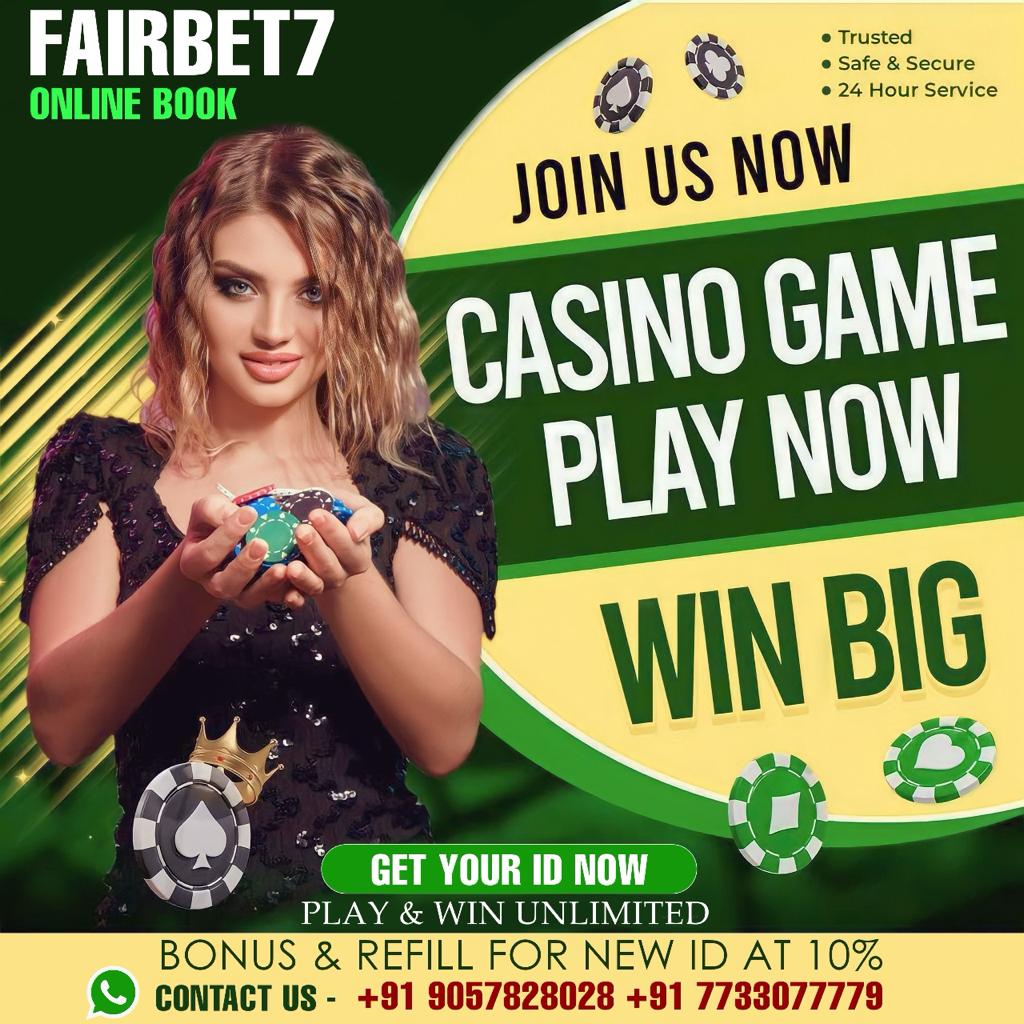 FAIRBET7
ONLINE BOOK
• Trusted
• Safe & Secure
• 24 Hour Service
JOIN US NOW
CASINO GAME
PLAY NOW
WIN BIG
GET YOUR ID NOW
PLAY & WIN UNLIMITED
BONUS & REFILL FOR NEW ID AT 10%
CONTACT US - +91 9057828028 +91 7733077779